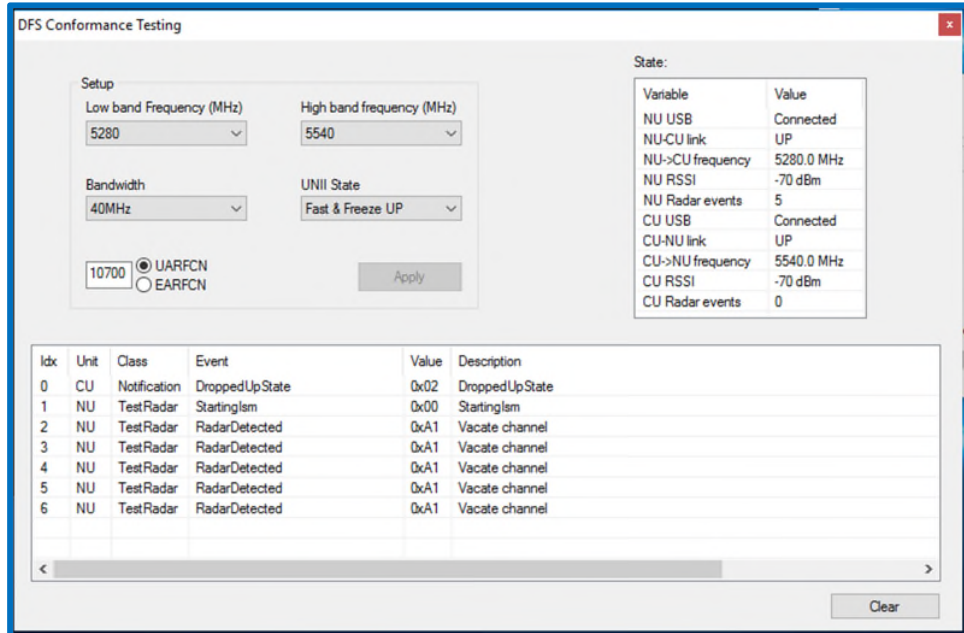 DFS Conformance Testing
x
Setup
Low band Frequency (MHz) High band frequency (MHz)
5280 5540
Bandwidth UNII State
40MHz Fast & Freeze UP
10700 UARFCN
EARFCN
Apply
State:
Variable Value
NU USB Connected
NU-CU link UP
NU->CU frequency 5280.0 MHz
NU RSSI -70 dBm
NU Radar events 5
CU USB Connected
CU-NU link UP
CU->NU frequency 5540.0 MHz
CU RSSI -70 dBm
CU Radar events 0
Idx Unit Class Event Value Description
0 CU Notification DroppedUpState 0x02 DroppedUpState
1 NU TestRadar StartingIsm 0x00 StartingIsm
2 NU TestRadar RadarDetected 0xA1 Vacate channel
3 NU TestRadar RadarDetected 0xA1 Vacate channel
4 NU TestRadar RadarDetected 0xA1 Vacate channel
5 NU TestRadar RadarDetected 0xA1 Vacate channel
6 NU TestRadar RadarDetected 0xA1 Vacate channel
Clear